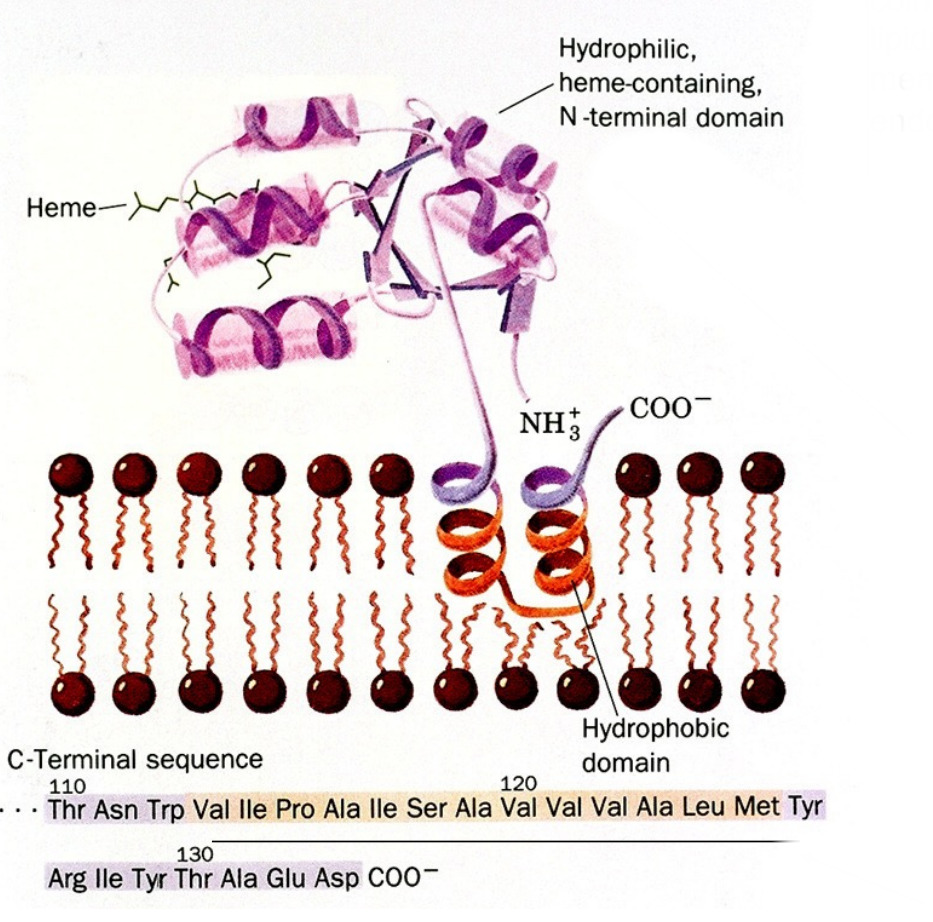 Hydrophilic,
heme-containing,
N-terminal domain
Heme
NH₃⁺
COO⁻
Hydrophobic
domain
C-Terminal sequence
110
120
···Thr Asn Trp Val Ile Pro Ala Ile Ser Ala Val Val Val Ala Leu Met Tyr
130
Arg Ile Tyr Thr Ala Glu Asp COO⁻